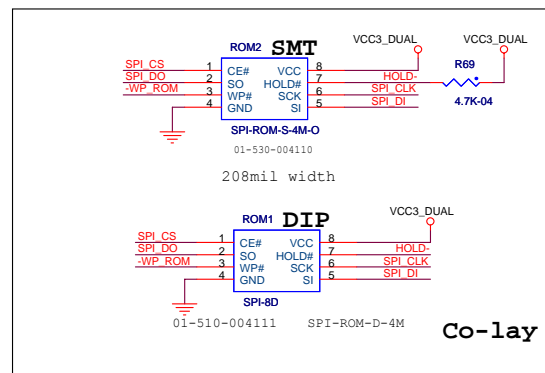 ROM2 SMT VCC3_DUAL VCC3_DUAL
SPI_CS 1 CE# VCC 8 R69
SPI_DO 2 SO HOLD# 7 HOLD-
-WP_ROM 3 WP# SCK 6 SPI_CLK
4 GND SI 5 SPI_DI 4.7K-04
SPI-ROM-S-4M-O
01-530-004110
208mil width
ROM1 DIP VCC3_DUAL
SPI_CS 1 CE# VCC 8
SPI_DO 2 SO HOLD# 7 HOLD-
-WP_ROM 3 WP# SCK 6 SPI_CLK
4 GND SI 5 SPI_DI
SPI-8D
01-510-004111 SPI-ROM-D-4M
Co-lay